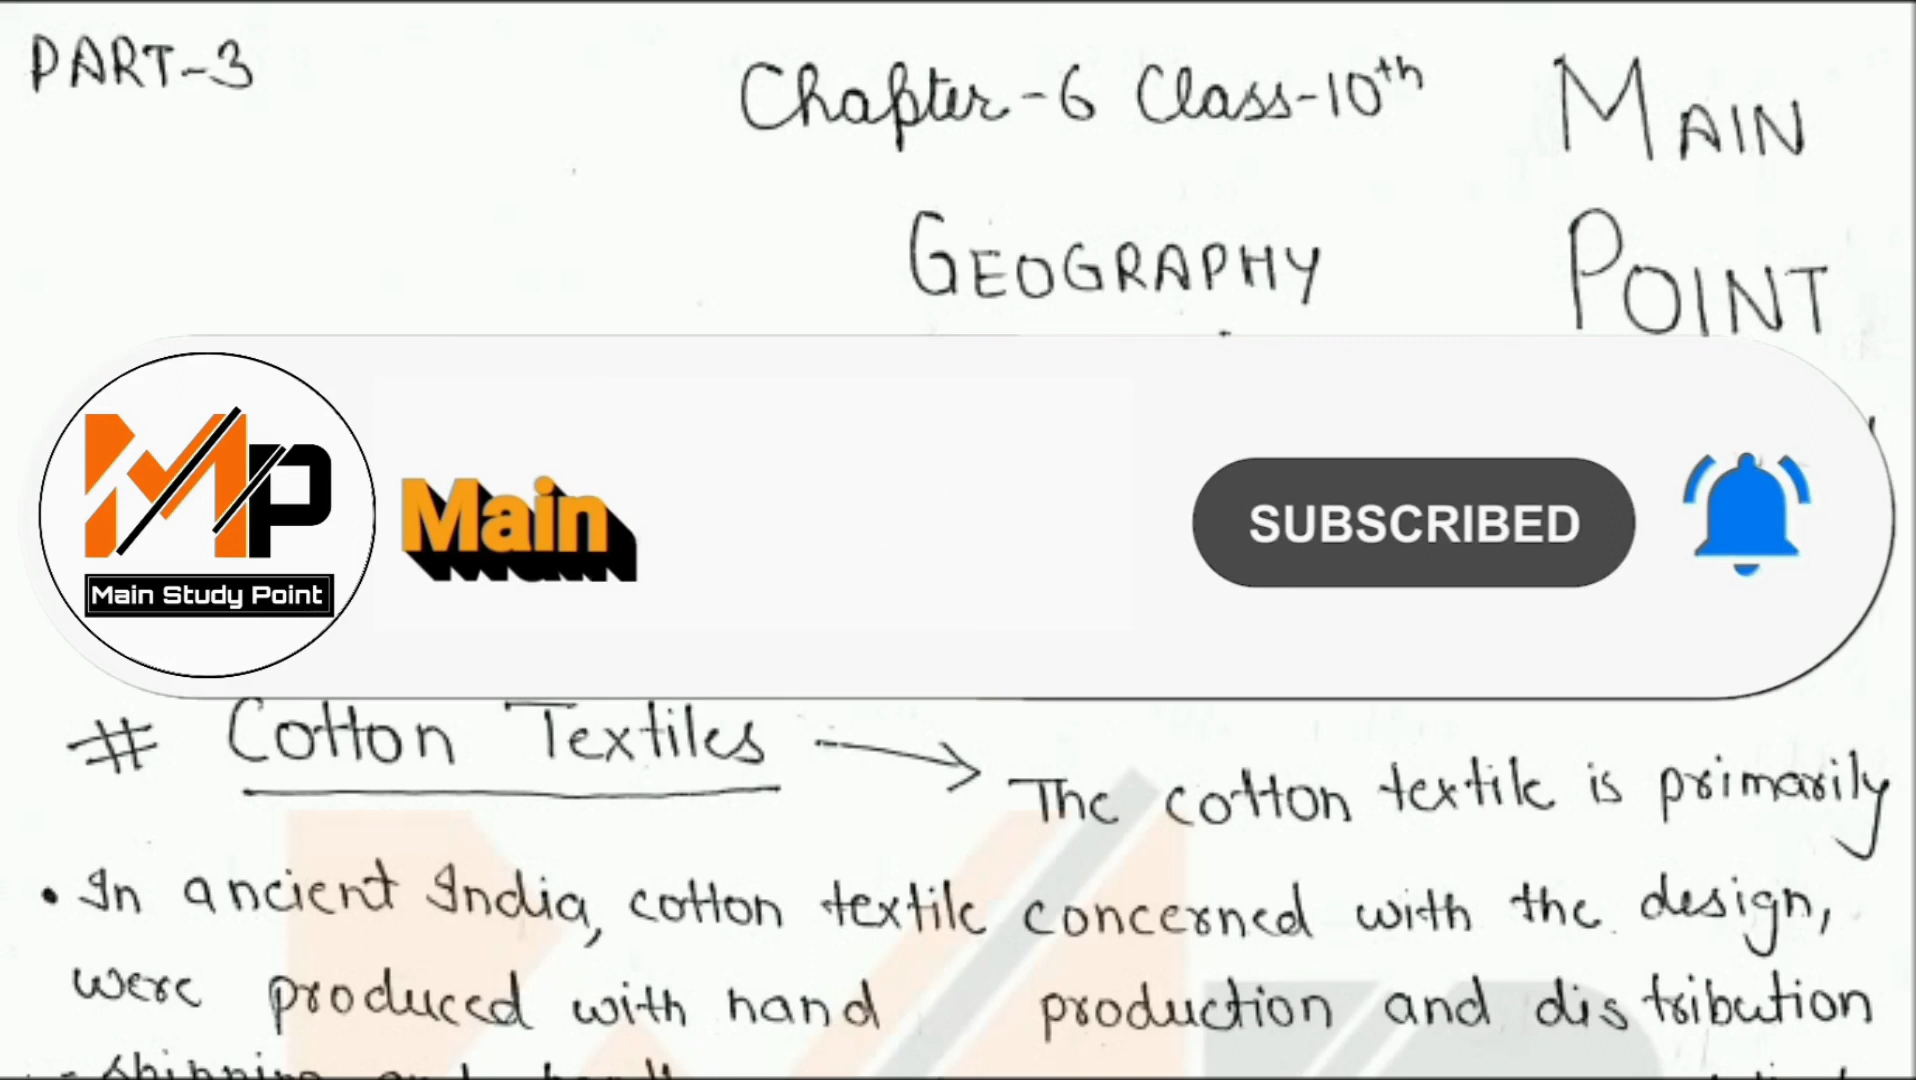 PART-3
Chapter-6 Class-10th
MAIN
GEOGRAPHY
POINT
MP
Main Study Point
Main
SUBSCRIBED
# Cotton Textiles → The cotton textile is primarily
• In ancient India, cotton textile
concerned with the design,
were produced with hand
production and distribution